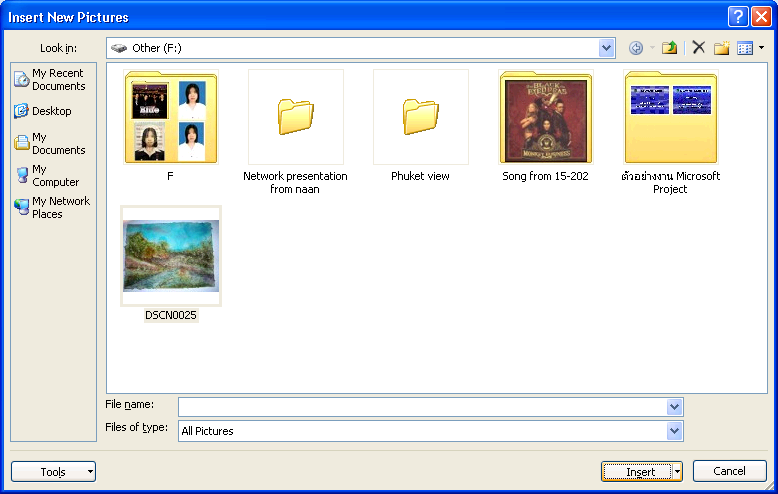 Insert New Pictures
Look in:
Other (F:)
My Recent
Documents
Desktop
My
Documents
My
Computer
My Network
Places
F
Network presentation
from naan
Phuket view
Song from 15-202
ตัวอย่างงาน Microsoft
Project
DSCN0025
File name:
Files of type:
All Pictures
Tools
Insert
Cancel